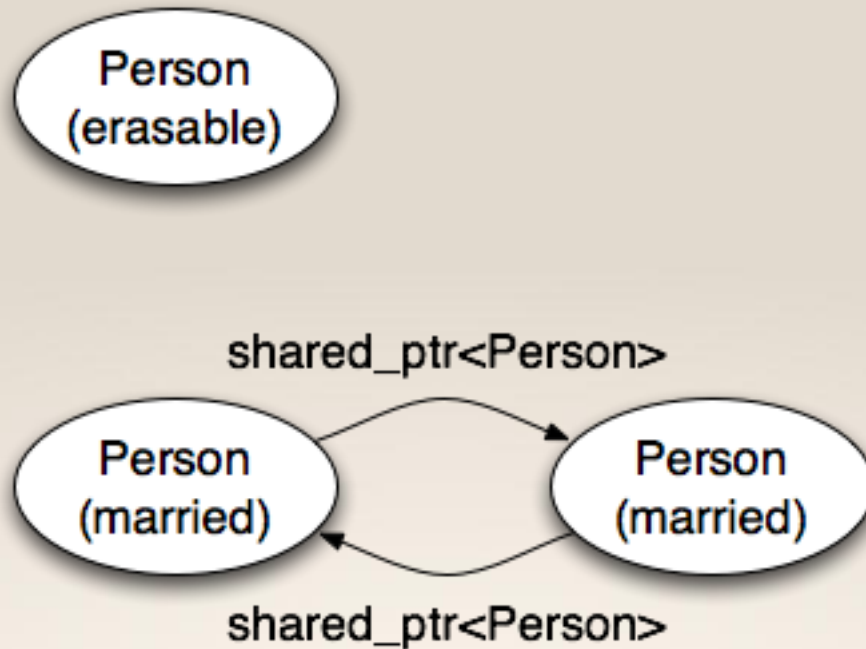 Person
(erasable)
shared_ptr<Person>
Person
(married)
Person
(married)
shared_ptr<Person>